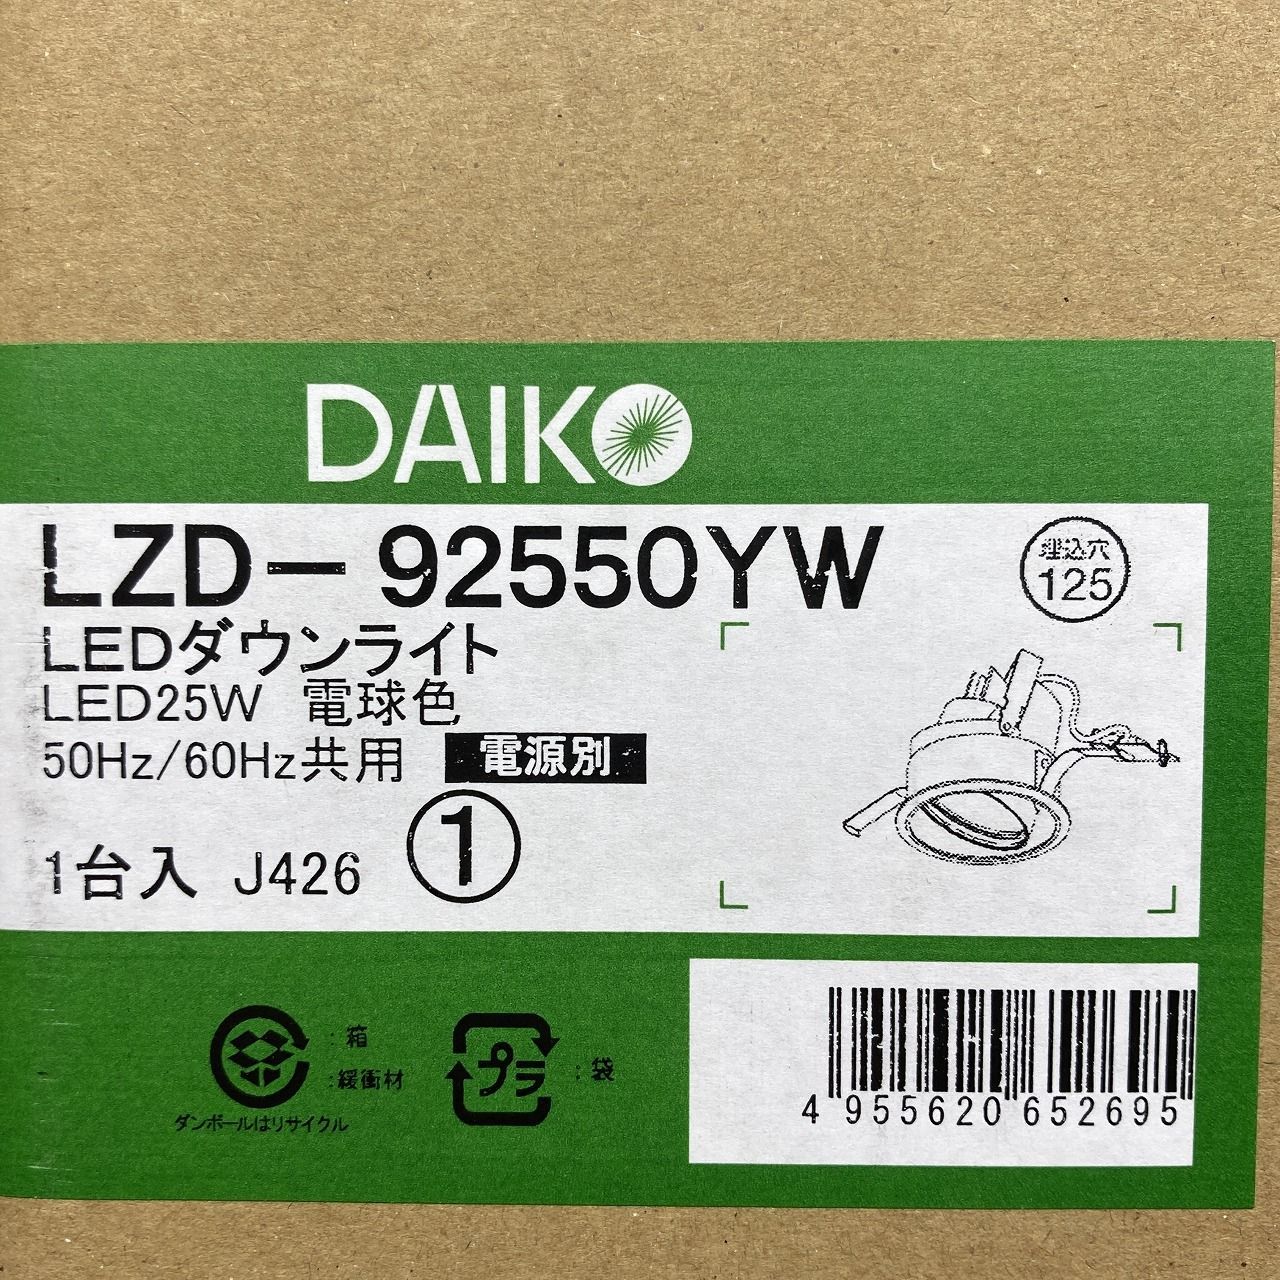 DAIKO
LZD-92550YW
埋込穴
125
LEDダウンライト
LED25W 電球色
50Hz/60Hz共用 電源別
1台入 J426 ①
:箱
:緩衝材
ダンボールはリサイクル
プラ
:袋
4 955620 652695